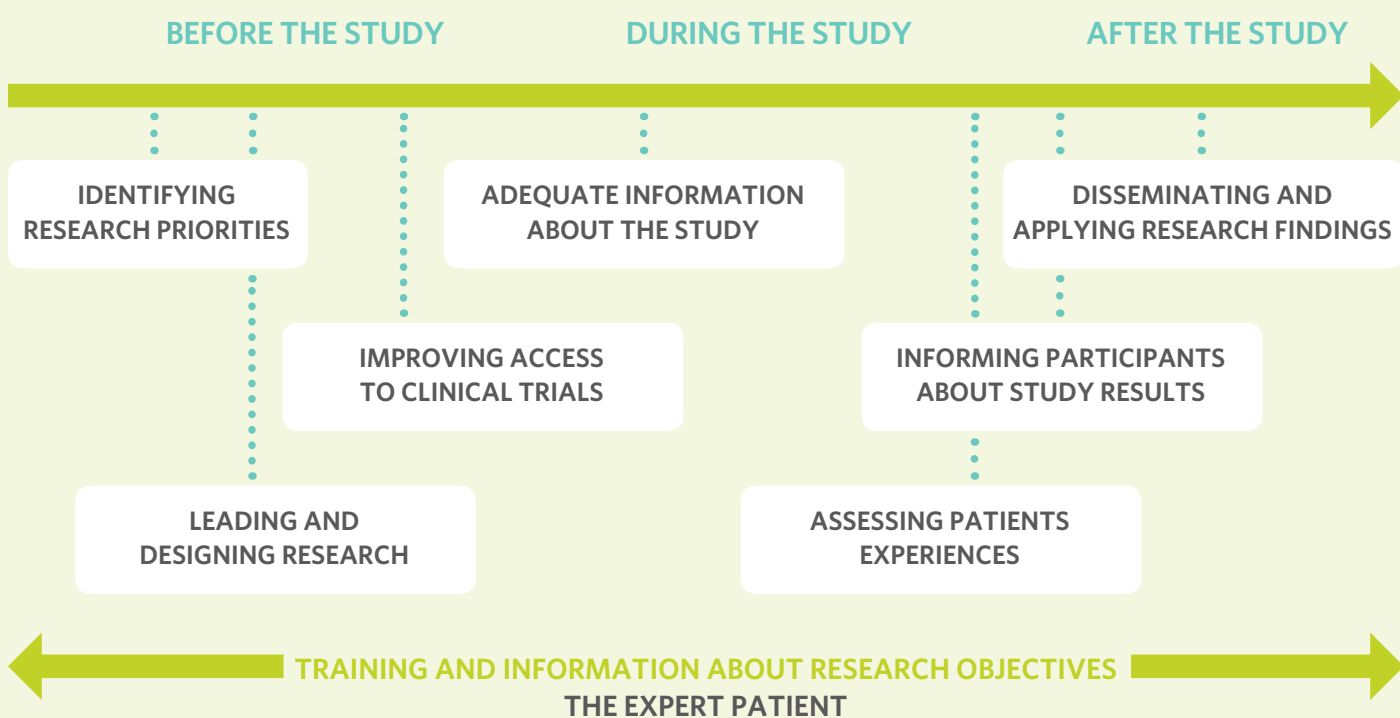 BEFORE THE STUDY
DURING THE STUDY
AFTER THE STUDY
IDENTIFYING
RESEARCH PRIORITIES
ADEQUATE INFORMATION
ABOUT THE STUDY
DISSEMINATING AND
APPLYING RESEARCH FINDINGS
IMPROVING ACCESS
TO CLINICAL TRIALS
INFORMING PARTICIPANTS
ABOUT STUDY RESULTS
LEADING AND
DESIGNING RESEARCH
ASSESSING PATIENTS
EXPERIENCES
TRAINING AND INFORMATION ABOUT RESEARCH OBJECTIVES
THE EXPERT PATIENT